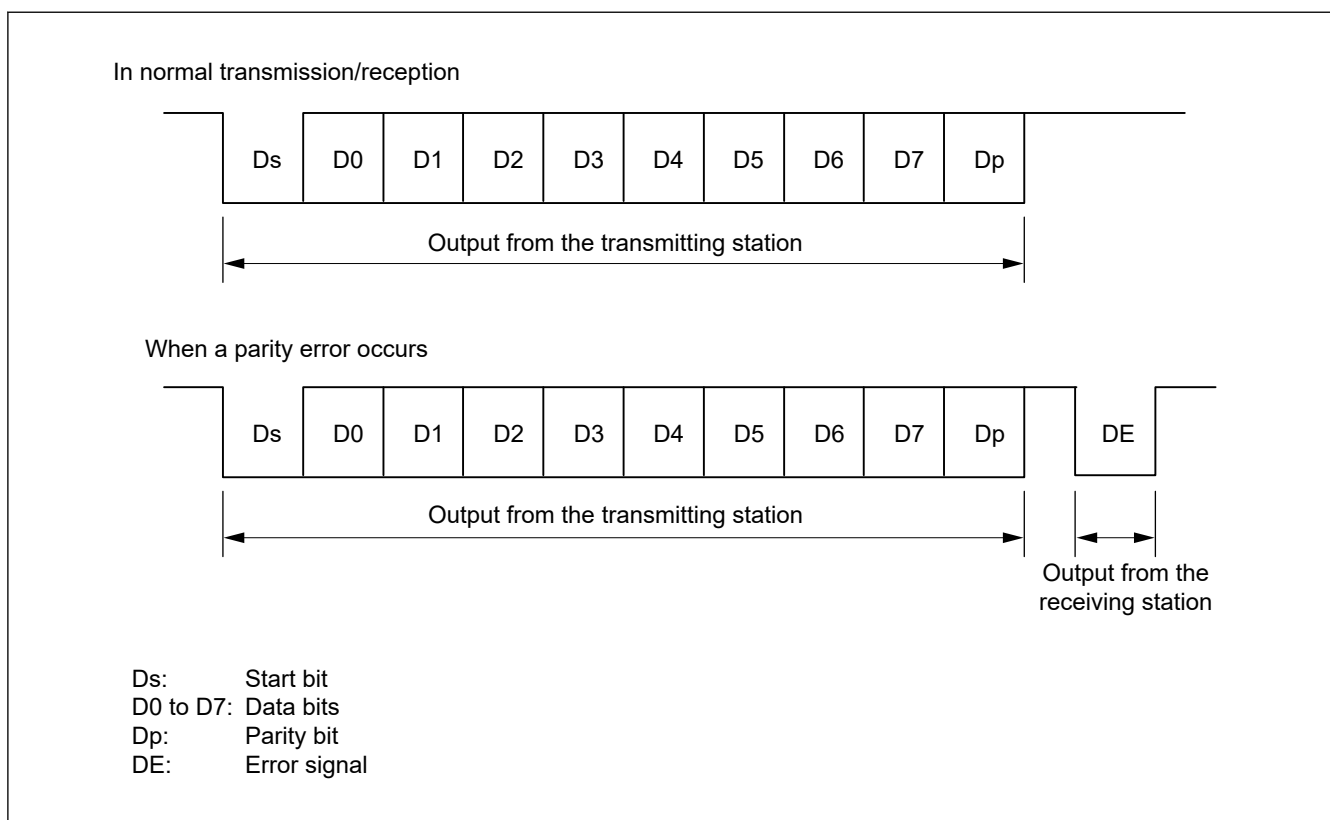 In normal transmission/reception
Ds D0 D1 D2 D3 D4 D5 D6 D7 Dp
Output from the transmitting station
When a parity error occurs
Ds D0 D1 D2 D3 D4 D5 D6 D7 Dp DE
Output from the transmitting station
Output from the
receiving station
Ds: Start bit
D0 to D7: Data bits
Dp: Parity bit
DE: Error signal